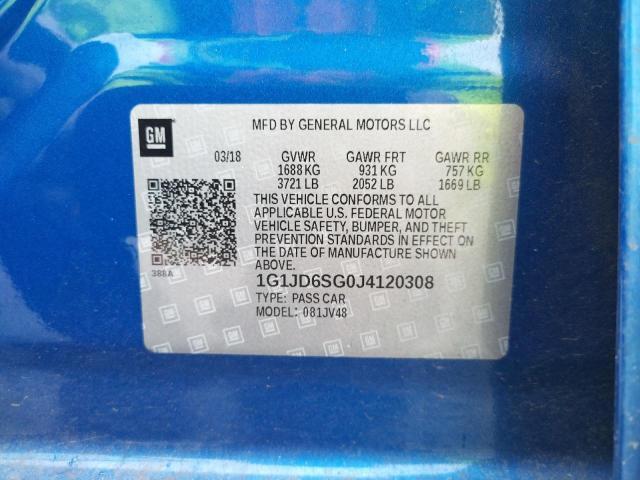 GM
MFD BY GENERAL MOTORS LLC
03/18 GVWR GAWR FRT GAWR RR
1688 KG 931 KG 757 KG
3721 LB 2052 LB 1669 LB
THIS VEHICLE CONFORMS TO ALL
APPLICABLE U.S. FEDERAL MOTOR
VEHICLE SAFETY, BUMPER, AND THEFT
PREVENTION STANDARDS IN EFFECT ON
THE DATE OF MANUFACTURE SHOWN
ABOVE.
388A
1G1JD6SG0J4120308
TYPE: PASS CAR
MODEL: 081JV48